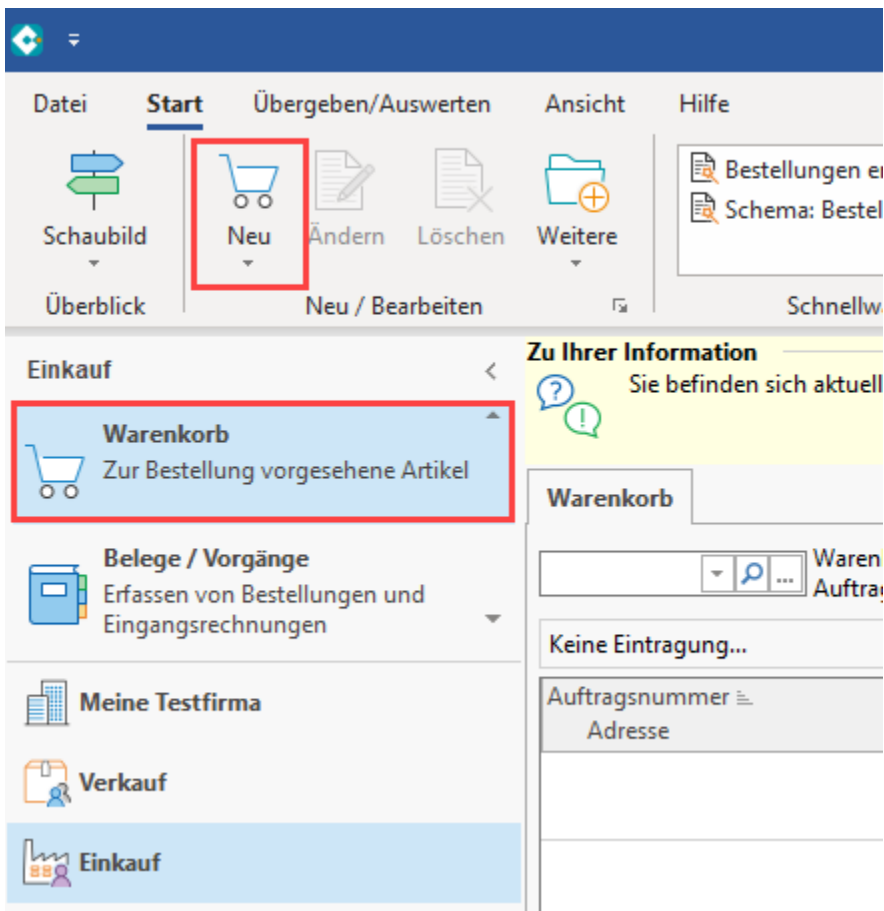 Datei Start Übergeben/Auswerten Ansicht Hilfe
Schaubild Neu Ändern Löschen Weitere
Bestellungen
Schema:
Überblick Neu / Bearbeiten
Einkauf
Warenkorb
Zur Bestellung vorgesehene Artikel
Belege / Vorgänge
Erfassen von Bestellungen und
Eingangsrechnungen
Meine Testfirma
Verkauf
Einkauf
Zu Ihrer Information
Sie befinden sich aktuell
Warenkorb
...
Keine Eintragung...
Auftragsnummer
Adresse